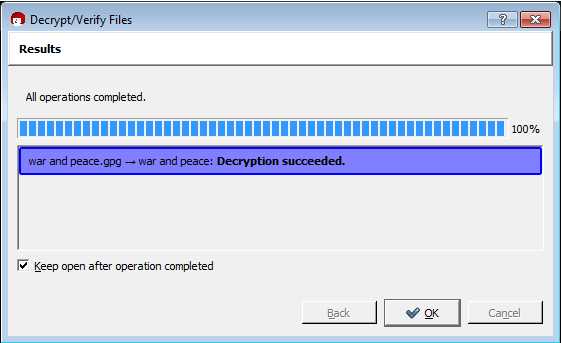 Decrypt/Verify Files
Results
All operations completed.
100%
war and peace.gpg → war and peace: Decryption succeeded.
Keep open after operation completed
Back
OK
Cancel